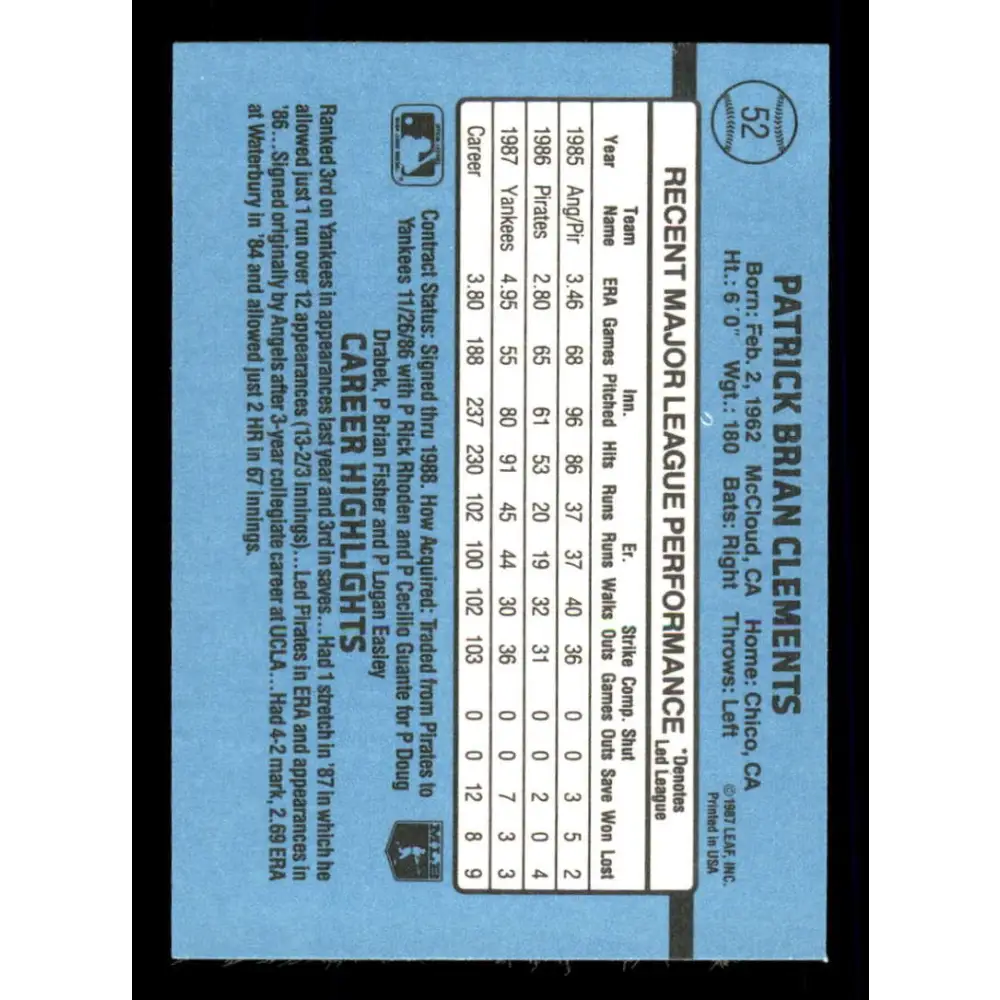 52
PATRICK BRIAN CLEMENTS
Born: Feb. 2, 1962 McCloud, CA Home: Chico, CA
Ht.: 6'0" Wgt.: 180 Bats: Right Throws: Left
©1987 LEAF, INC.
Printed in USA
RECENT MAJOR LEAGUE PERFORMANCE *Denotes
Led League
Team Inn. Er. Strike Comp. Shut
Year Name ERA Games Pitched Hits Runs Runs Walks Outs Games Outs Save Won Lost
1985 Ang/Pir 3.46 68 96 86 37 37 40 36 0 0 3 5 2
1986 Pirates 2.80 65 61 53 20 19 32 31 0 0 2 0 4
1987 Yankees 4.95 55 80 91 45 44 30 36 0 0 7 3 3
Career 3.80 188 237 230 102 100 102 103 0 0 12 8 9
Contract Status: Signed thru 1988. How Acquired: Traded from Pirates to
Yankees 11/26/86 with P Rick Rhoden and P Cecilio Guante for P Doug
Drabek, P Brian Fisher and P Logan Easley
MLB
CAREER HIGHLIGHTS
Ranked 3rd on Yankees in appearances last year and 3rd in saves...Had 1 stretch in '87 in which he
allowed just 1 run over 12 appearances (13-2/3 innings)...Led Pirates in ERA and appearances in
'86...Signed originally by Angels after 3-year collegiate career at UCLA...Had 4-2 mark, 2.69 ERA
at Waterbury in '84 and allowed just 2 HR in 67 innings.